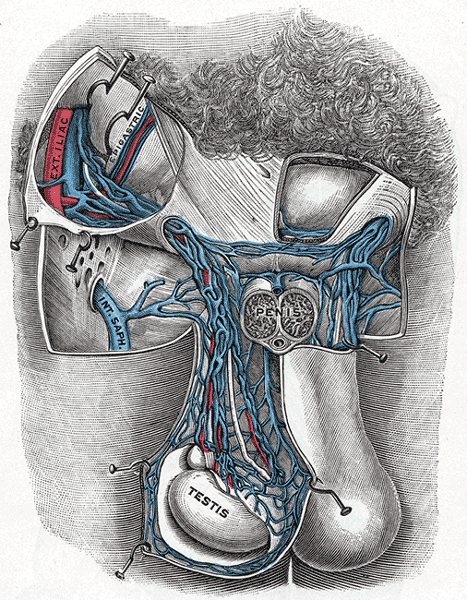 EXT. ILIAC
EPIGASTRIC
INT. SAPH.
PENIS
TESTIS